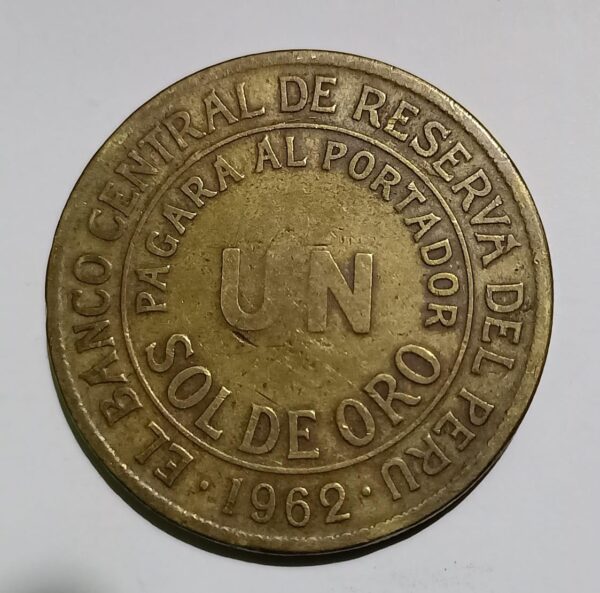 EL BANCO CENTRAL DE RESERVA DEL PERU
PAGARA AL PORTADOR
UN
SOL DE ORO
· 1962 ·